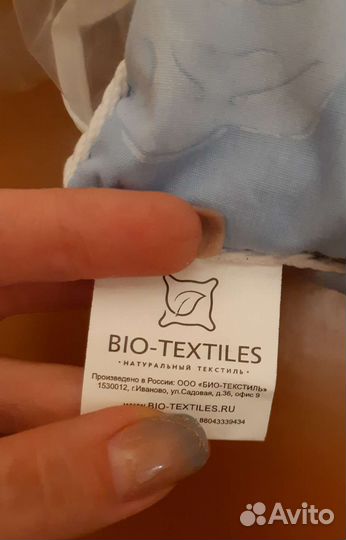 BIO-TEXTILES
• НАТУРАЛЬНЫЙ ТЕКСТИЛЬ •
Произведено в России: ООО «БИО-ТЕКСТИЛЬ»
1530012, г.Иваново, ул.Садовая, д.36, офис 9
www.BIO-TEXTILES.RU
88043339434
Avito